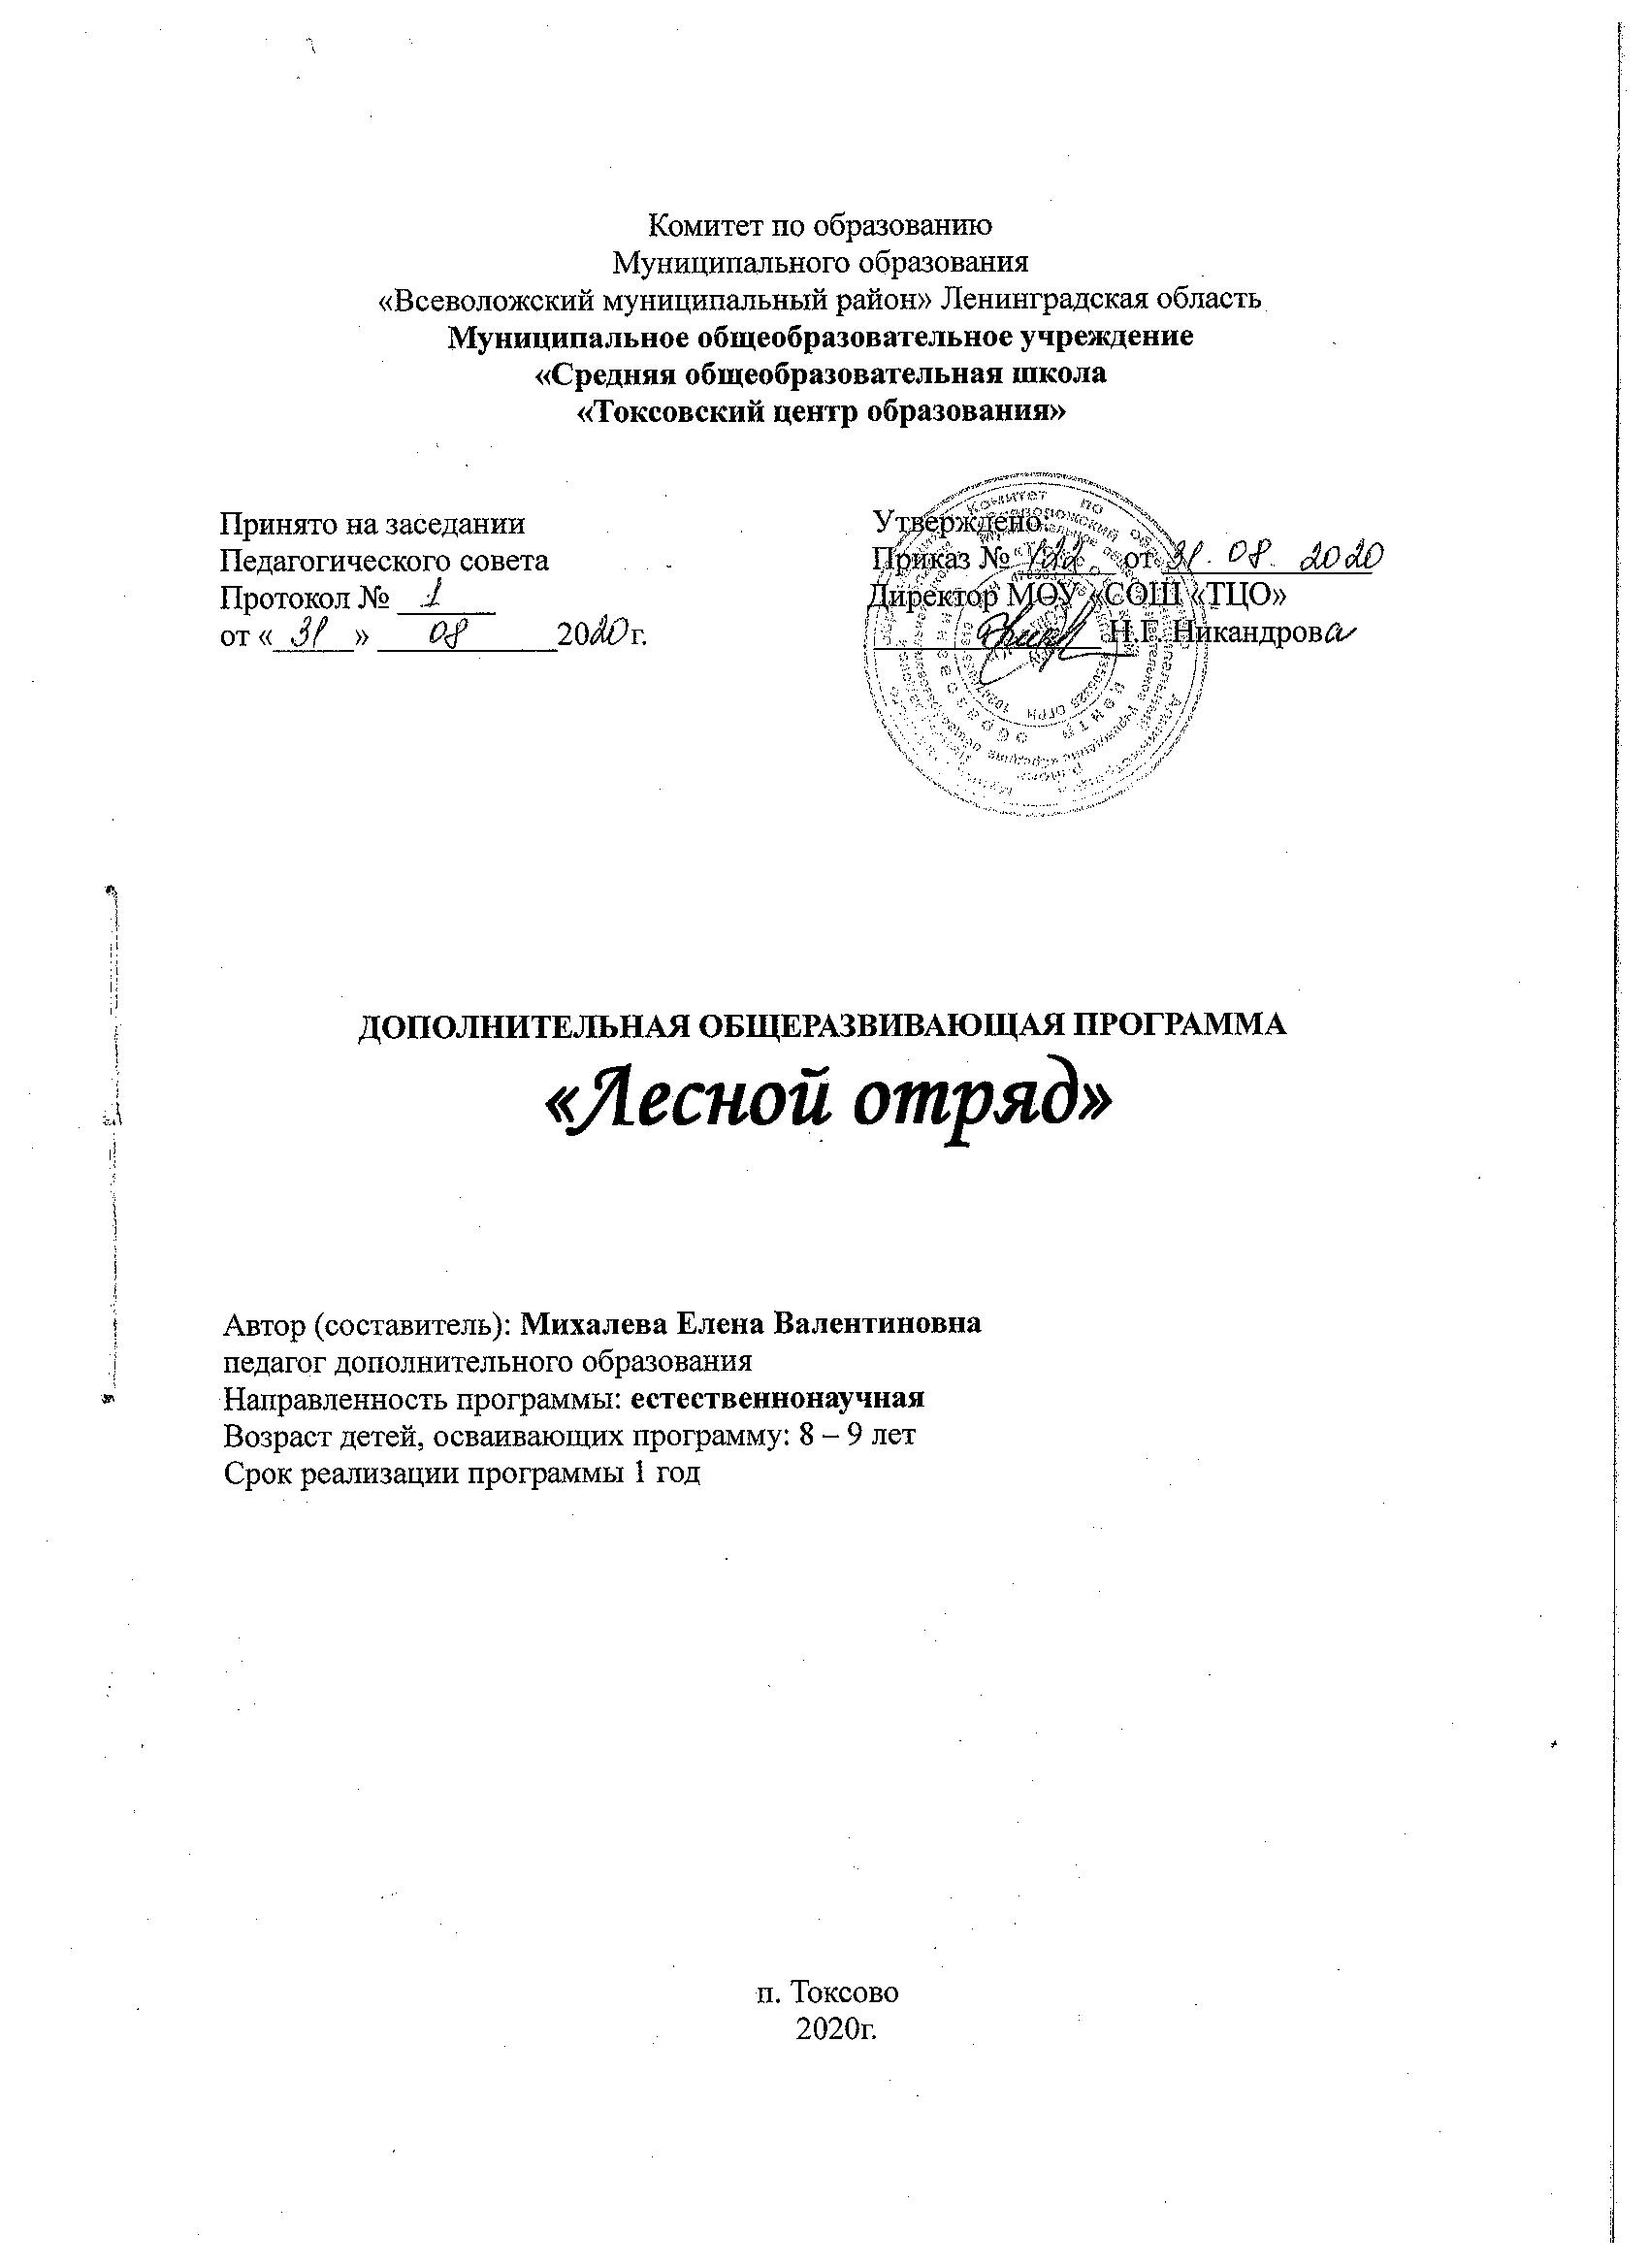 Комитет по образованию
Муниципального образования
«Всеволожский муниципальный район» Ленинградская область
Муниципальное общеобразовательное учреждение
«Средняя общеобразовательная школа
«Токсовский центр образования»
Принято на заседании
Педагогического совета
Протокол № 1
от «31» 08 2020 г.
Утверждено:
Приказ № 122 от 31.08.2020
Директор МОУ «СОШ «ТЦО»
Н.Г. Никандрова
ДОПОЛНИТЕЛЬНАЯ ОБЩЕРАЗВИВАЮЩАЯ ПРОГРАММА
«Лесной отряд»
Автор (составитель): Михалева Елена Валентиновна
педагог дополнительного образования
Направленность программы: естественнонаучная
Возраст детей, осваивающих программу: 8 – 9 лет
Срок реализации программы 1 год
п. Токсово
2020г.